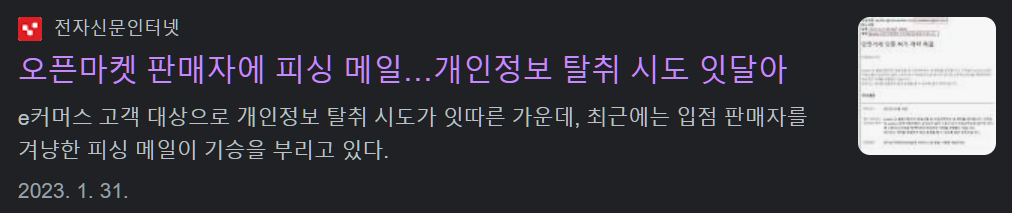 전자신문인터넷
오픈마켓 판매자에 피싱 메일…개인정보 탈취 시도 잇달아
e커머스 고객 대상으로 개인정보 탈취 시도가 잇따른 가운데, 최근에는 입점 판매자를
겨냥한 피싱 메일이 기승을 부리고 있다.
2023. 1. 31.